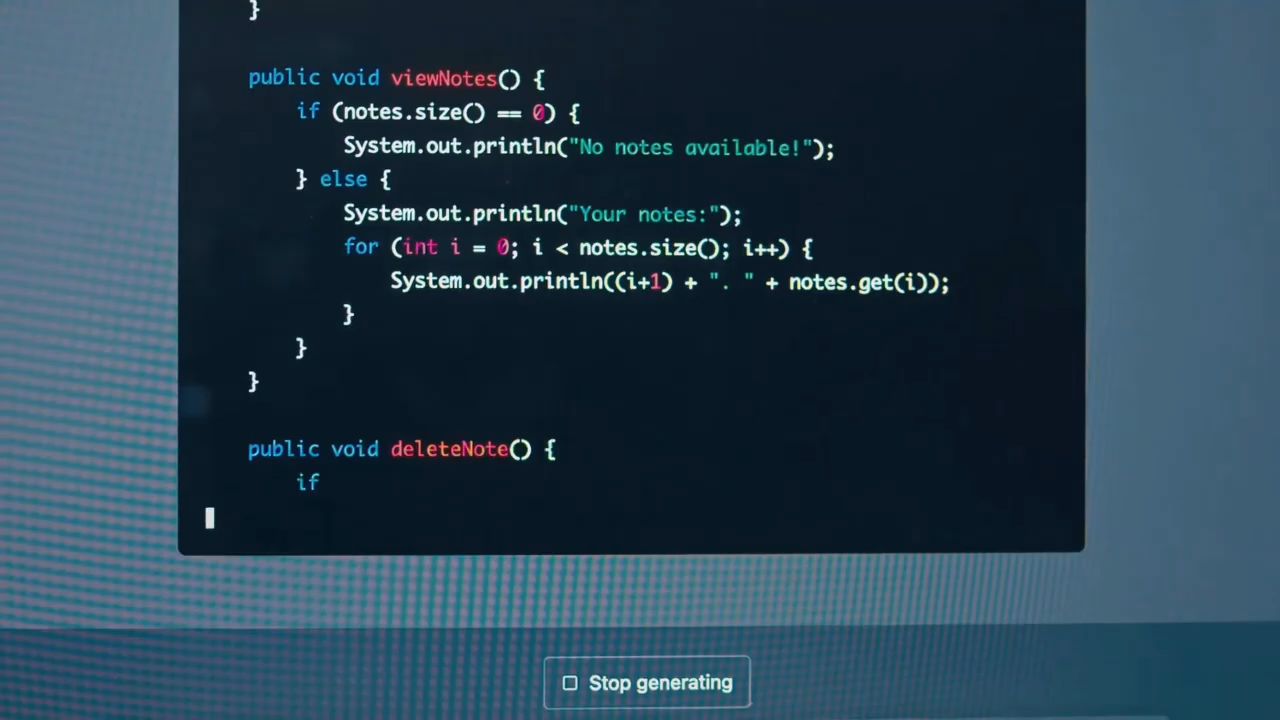 }
public void viewNotes() {
if (notes.size() == 0) {
System.out.println("No notes available!");
} else {
System.out.println("Your notes:");
for (int i = 0; i < notes.size(); i++) {
System.out.println((i+1) + ". " + notes.get(i));
}
}
}
public void deleteNote() {
if
Stop generating